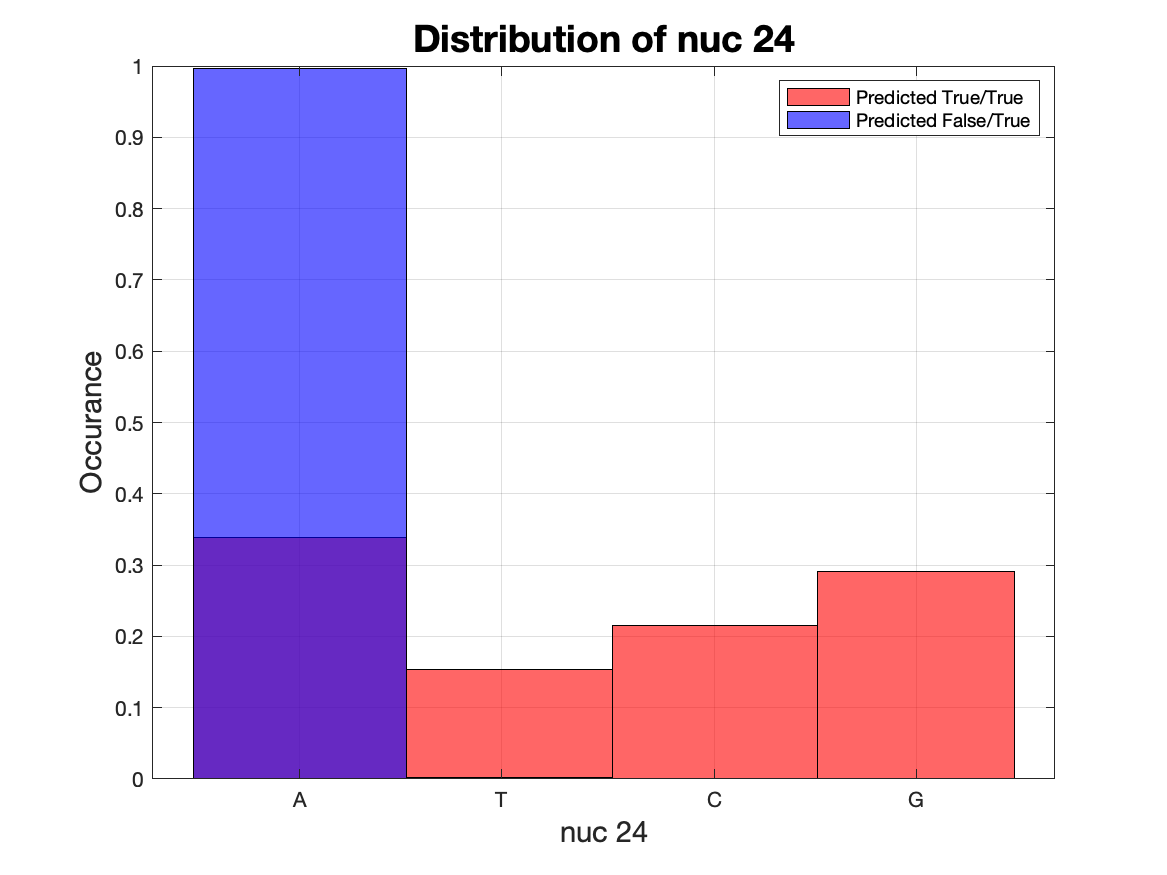 Distribution of nuc 24
Predicted True/True
Predicted False/True
1
0.9
0.8
0.7
0.6
0.5
0.4
0.3
0.2
0.1
0
Occurance
A T C G
nuc 24